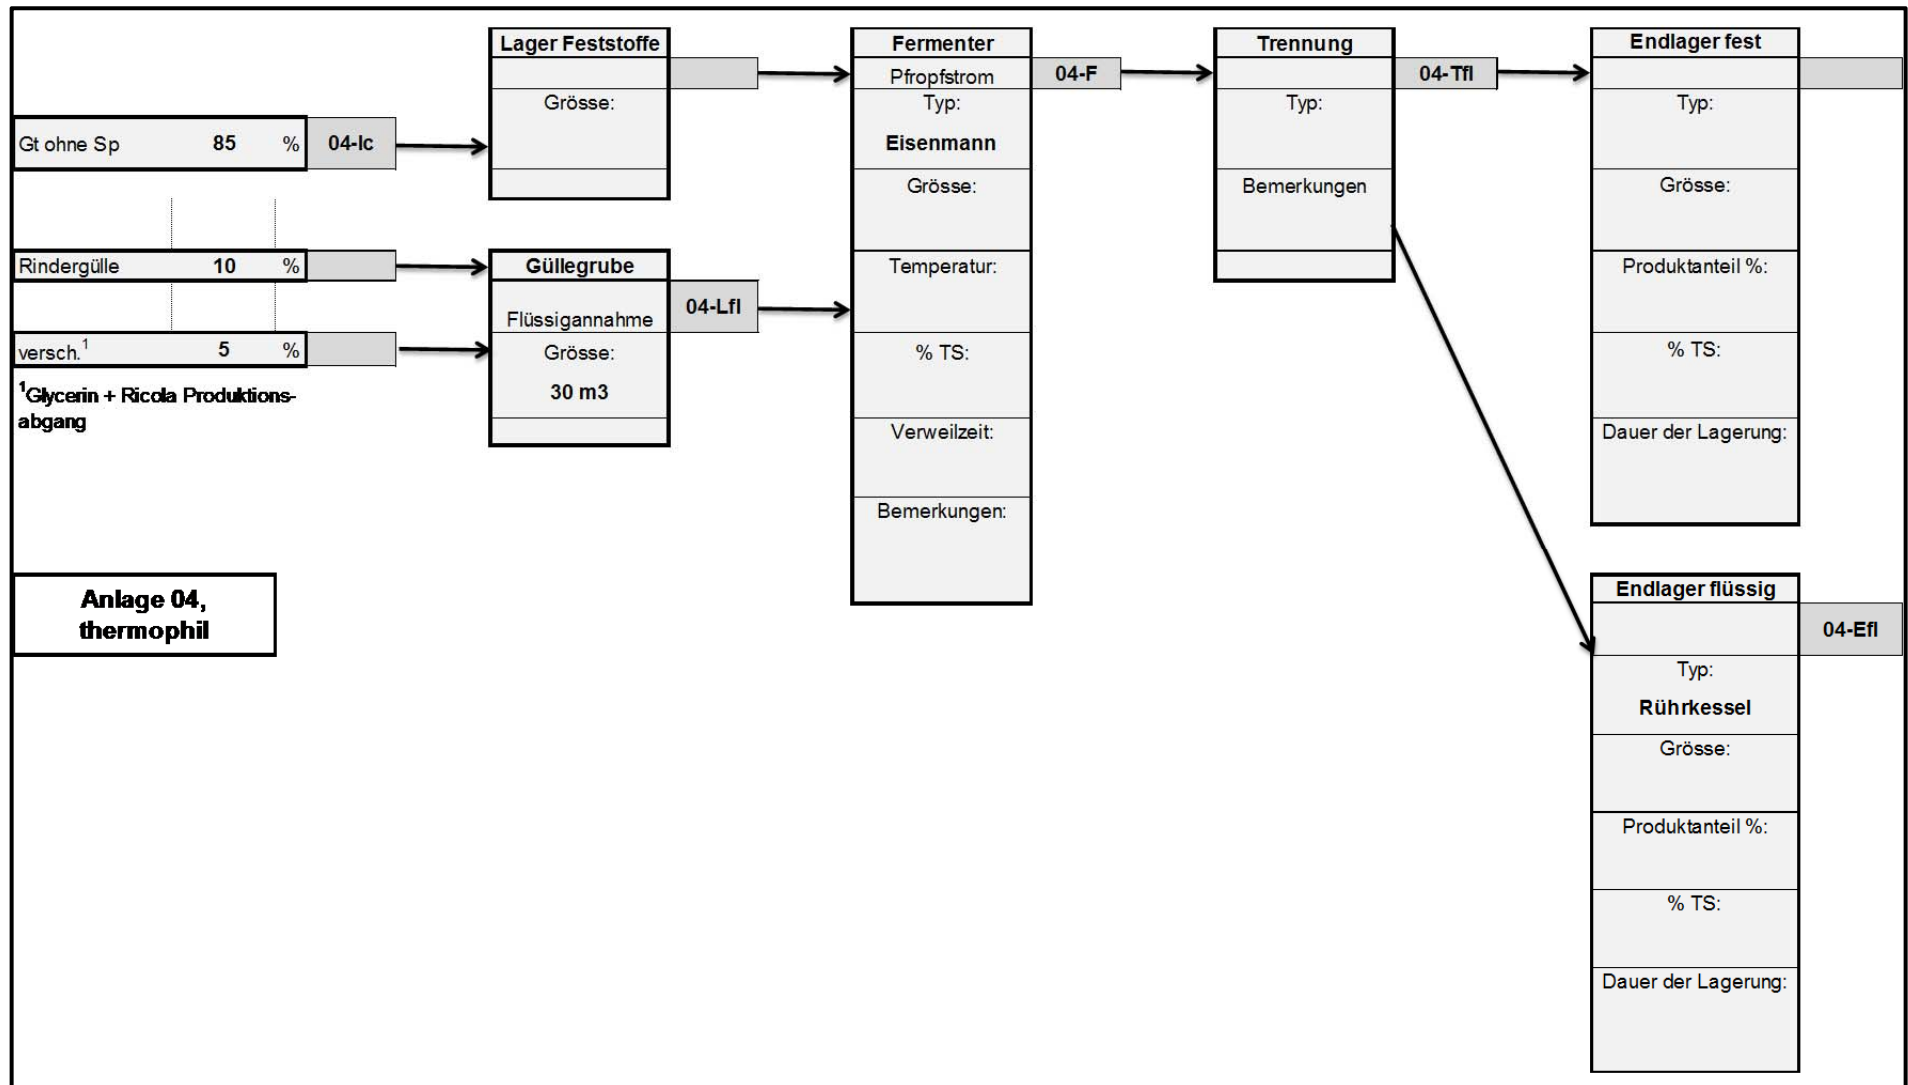 Gt ohne Sp 85 % 04-Ic
Rindergülle 10 %
versch.1 5 %
1Glycerin + Ricola Produktions-
abgang
Anlage 04,
thermophil
Lager Feststoffe
Grösse:
Güllegrube
Flüssigannahme
04-Lfl
Grösse:
30 m3
Fermenter
Pfropfstrom
04-F
Typ:
Eisenmann
Grösse:
Temperatur:
% TS:
Verweilzeit:
Bemerkungen:
Trennung
04-Tfl
Typ:
Bemerkungen
Endlager fest
Typ:
Grösse:
Produktanteil %:
% TS:
Dauer der Lagerung:
Endlager flüssig
04-Efl
Typ:
Rührkessel
Grösse:
Produktanteil %:
% TS:
Dauer der Lagerung: